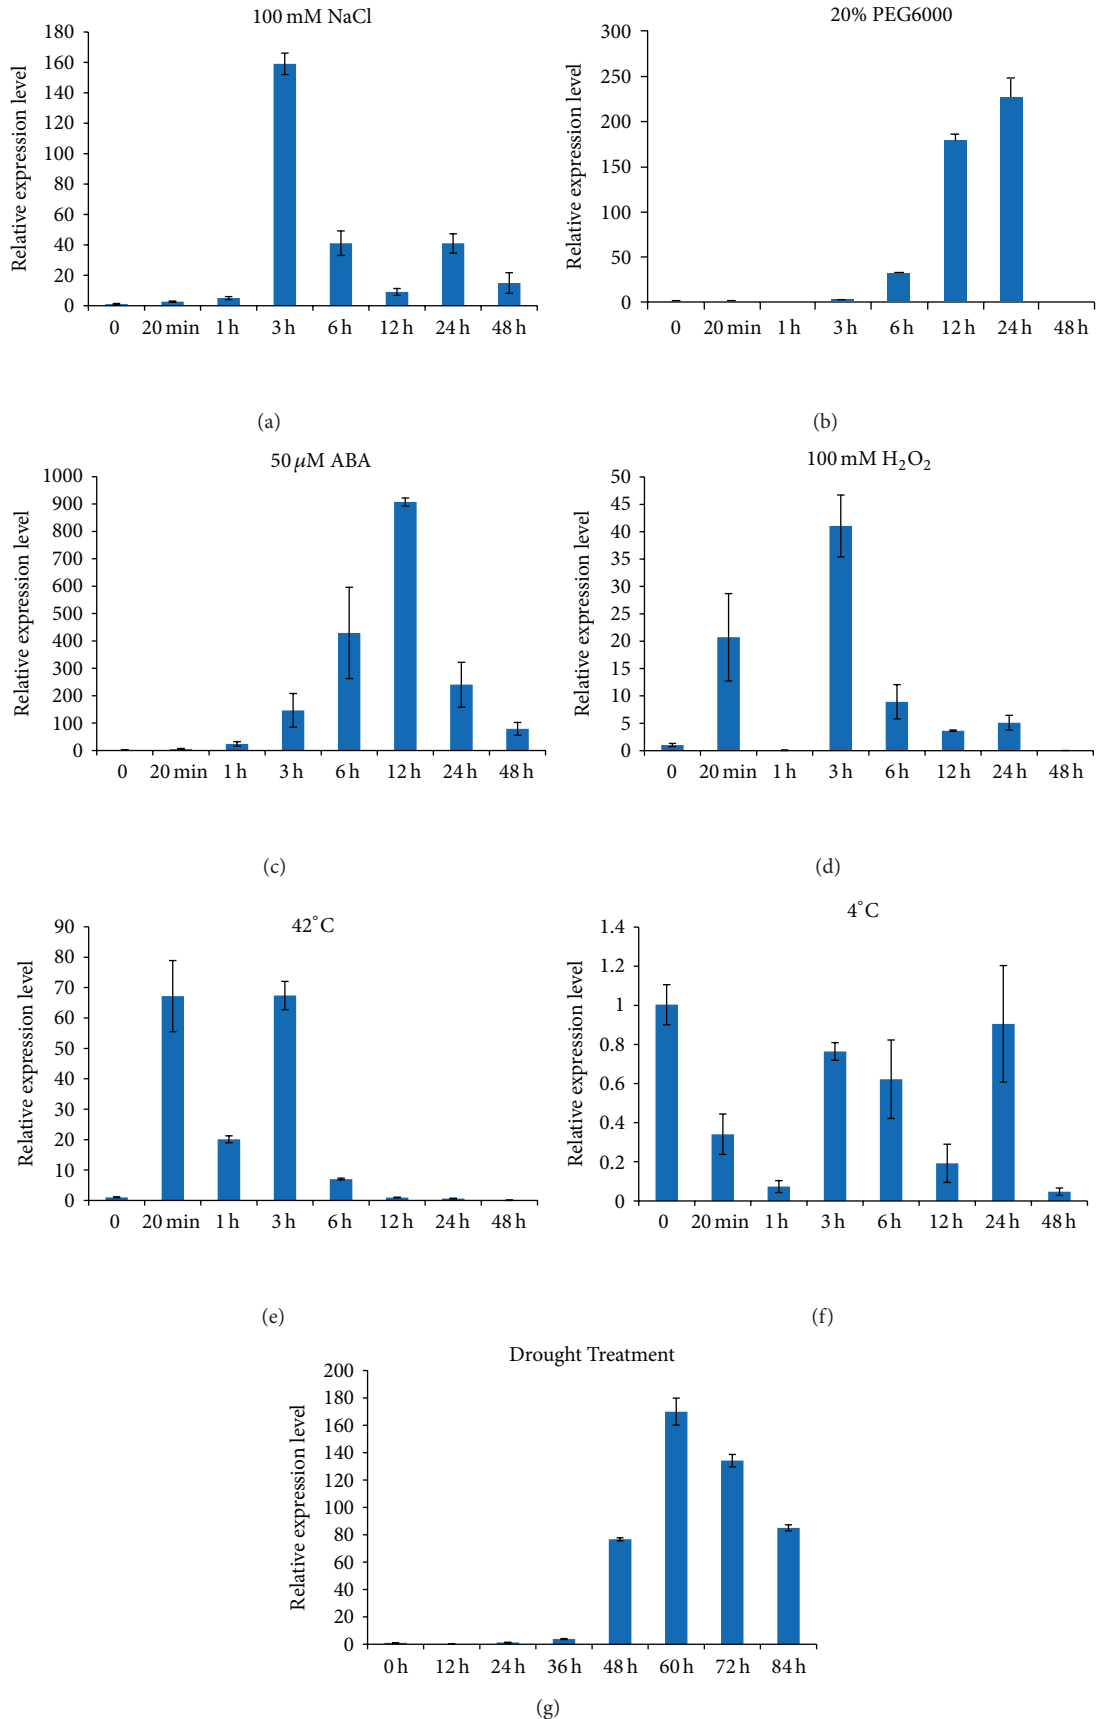 100 mM NaCl
Relative expression level
180
160
140
120
100
80
60
40
20
0
0 20 min 1 h 3 h 6 h 12 h 24 h 48 h
(a)
20% PEG6000
Relative expression level
300
250
200
150
100
50
0
0 20 min 1 h 3 h 6 h 12 h 24 h 48 h
(b)
50 μM ABA
Relative expression level
1000
900
800
700
600
500
400
300
200
100
0
0 20 min 1 h 3 h 6 h 12 h 24 h 48 h
(c)
100 mM H₂O₂
Relative expression level
50
45
40
35
30
25
20
15
10
5
0
0 20 min 1 h 3 h 6 h 12 h 24 h 48 h
(d)
42°C
Relative expression level
90
80
70
60
50
40
30
20
10
0
0 20 min 1 h 3 h 6 h 12 h 24 h 48 h
(e)
4°C
Relative expression level
1.4
1.2
1
0.8
0.6
0.4
0.2
0
0 20 min 1 h 3 h 6 h 12 h 24 h 48 h
(f)
Drought Treatment
Relative expression level
200
180
160
140
120
100
80
60
40
20
0
0 h 12 h 24 h 36 h 48 h 60 h 72 h 84 h
(g)